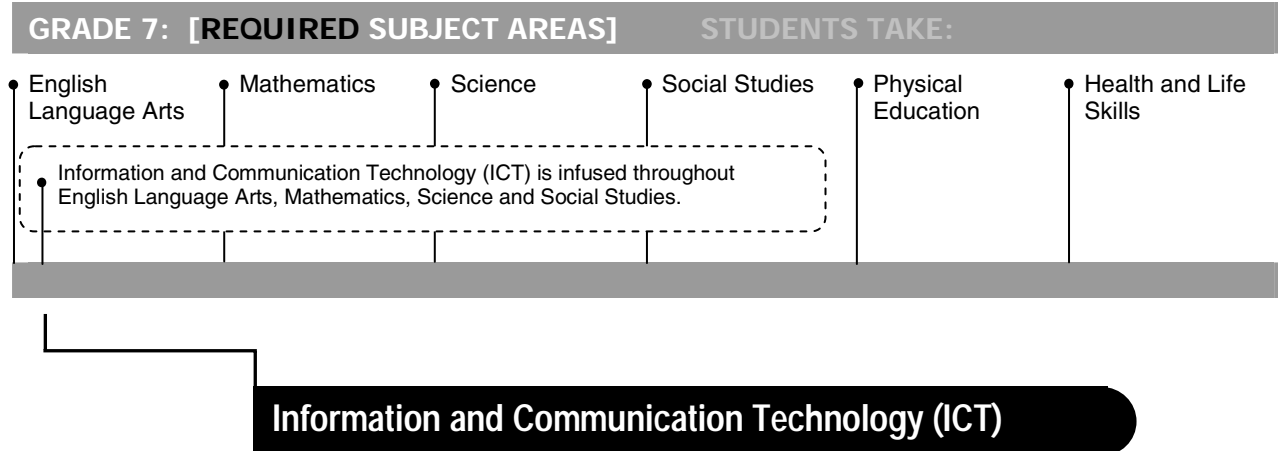 GRADE 7: [REQUIRED SUBJECT AREAS] STUDENTS TAKE:
English
Language Arts
Mathematics
Science
Social Studies
Physical
Education
Health and Life
Skills
Information and Communication Technology (ICT) is infused throughout
English Language Arts, Mathematics, Science and Social Studies.
Information and Communication Technology (ICT)